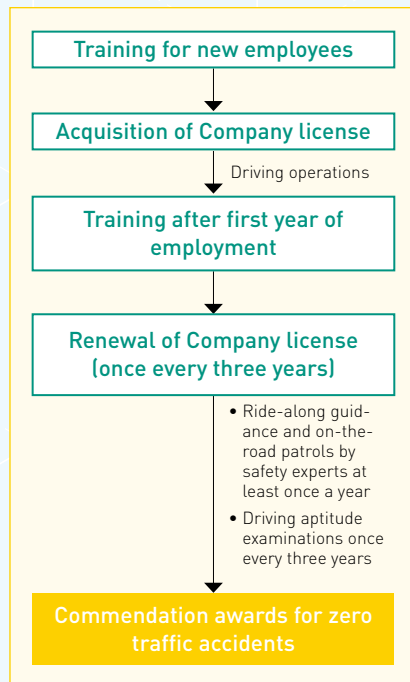 Training for new employees
Acquisition of Company license
Driving operations
Training after first year of
employment
Renewal of Company license
(once every three years)
• Ride-along guid-
ance and on-the-
road patrols by
safety experts at
least once a year
• Driving aptitude
examinations once
every three years
Commendation awards for zero
traffic accidents